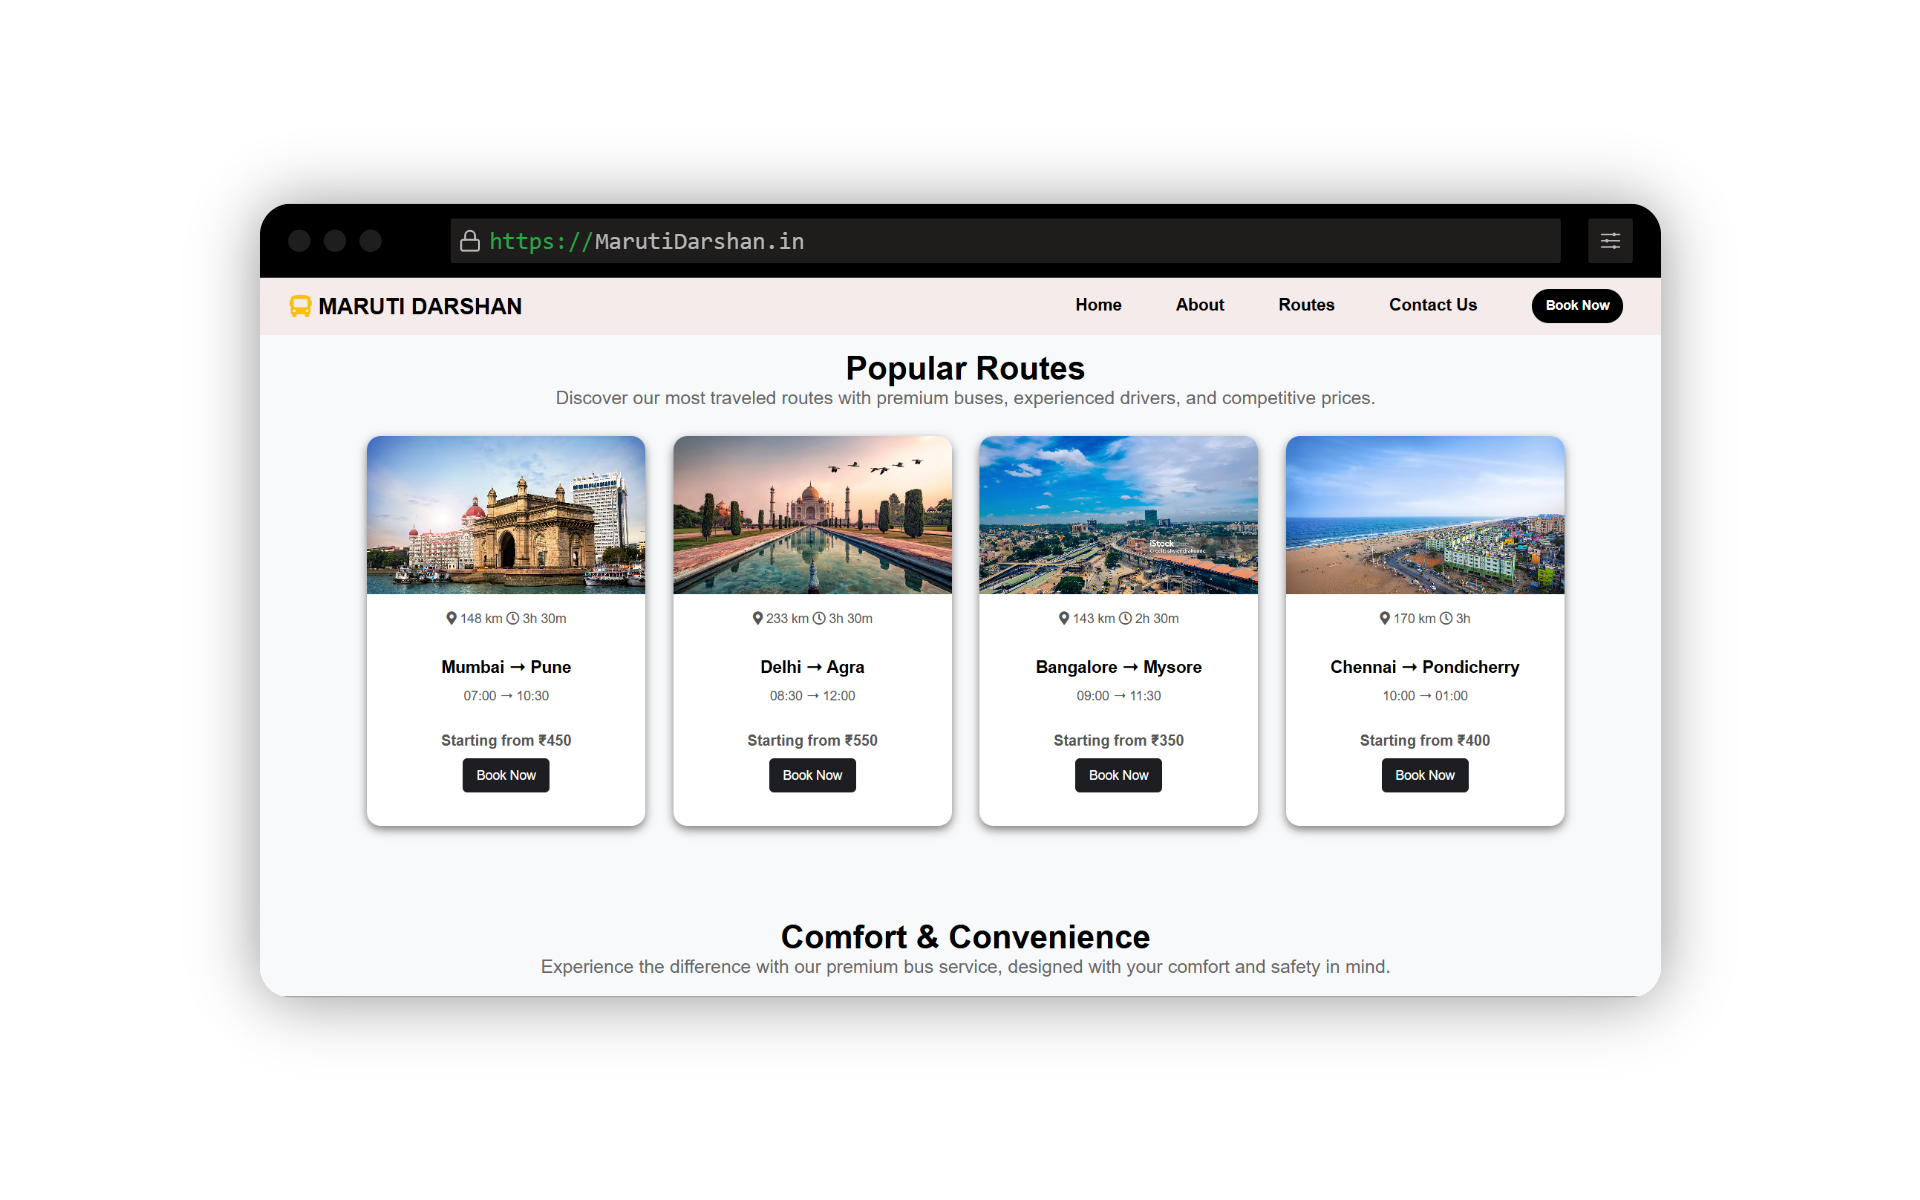 https://MarutiDarshan.in
MARUTI DARSHAN
Home
About
Routes
Contact Us
Book Now
Popular Routes
Discover our most traveled routes with premium buses, experienced drivers, and competitive prices.
148 km 3h 30m
Mumbai → Pune
07:00 → 10:30
Starting from ₹450
Book Now
233 km 3h 30m
Delhi → Agra
08:30 → 12:00
Starting from ₹550
Book Now
iStock
143 km 2h 30m
Bangalore → Mysore
09:00 → 11:30
Starting from ₹350
Book Now
170 km 3h
Chennai → Pondicherry
10:00 → 01:00
Starting from ₹400
Book Now
Comfort & Convenience
Experience the difference with our premium bus service, designed with your comfort and safety in mind.